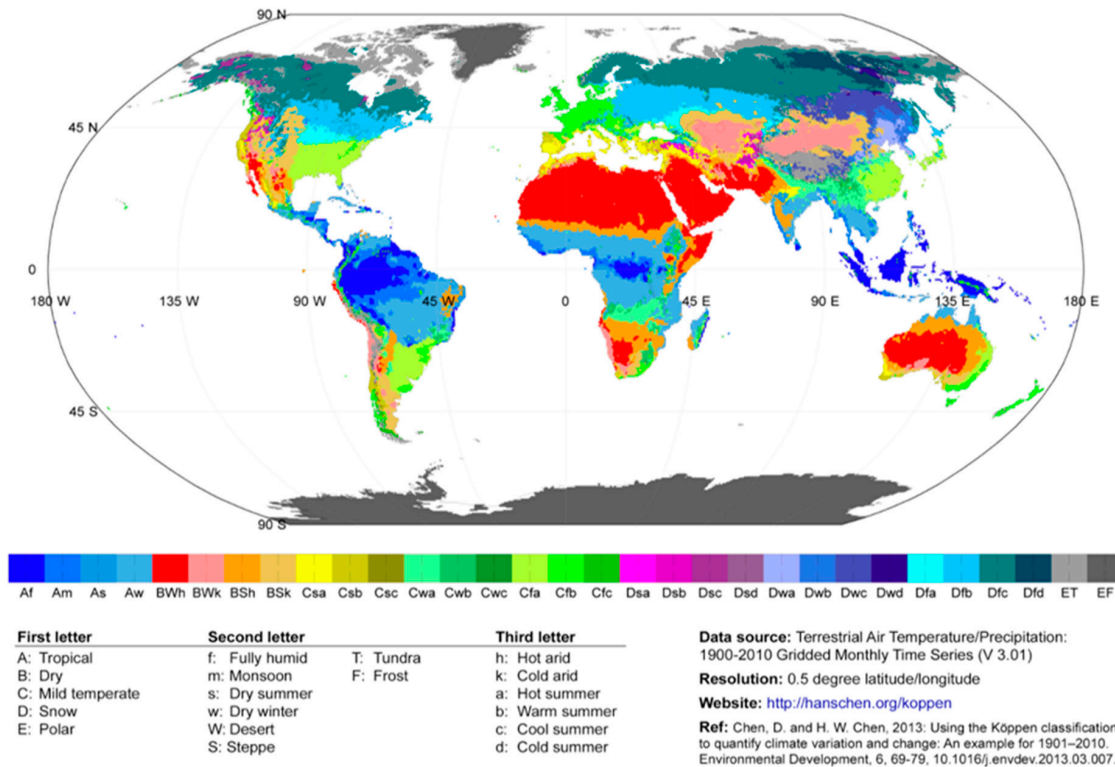 90 N
45 N
0
180 W 135 W 90 W 45 W 0 45 E 90 E 135 E 180 E
45 S
90 S
Af Am As Aw BWh BWk BSh BSk Csa Csb Csc Cwa Cwb Cwc Cfa Cfb Cfc Dsa Dsb Dsc Dsd Dwa Dwb Dwc Dwd Dfa Dfb Dfc Dfd ET EF
First letter
A: Tropical
B: Dry
C: Mild temperate
D: Snow
E: Polar
Second letter
f: Fully humid
m: Monsoon
s: Dry summer
w: Dry winter
W: Desert
S: Steppe
T: Tundra
F: Frost
Third letter
h: Hot arid
k: Cold arid
a: Hot summer
b: Warm summer
c: Cool summer
d: Cold summer
Data source: Terrestrial Air Temperature/Precipitation:
1900-2010 Gridded Monthly Time Series (V 3.01)
Resolution: 0.5 degree latitude/longitude
Website: http://hanschen.org/koppen
Ref: Chen, D. and H. W. Chen, 2013: Using the Köppen classification
to quantify climate variation and change: An example for 1901–2010.
Environmental Development, 6, 69-79, 10.1016/j.envdev.2013.03.007.